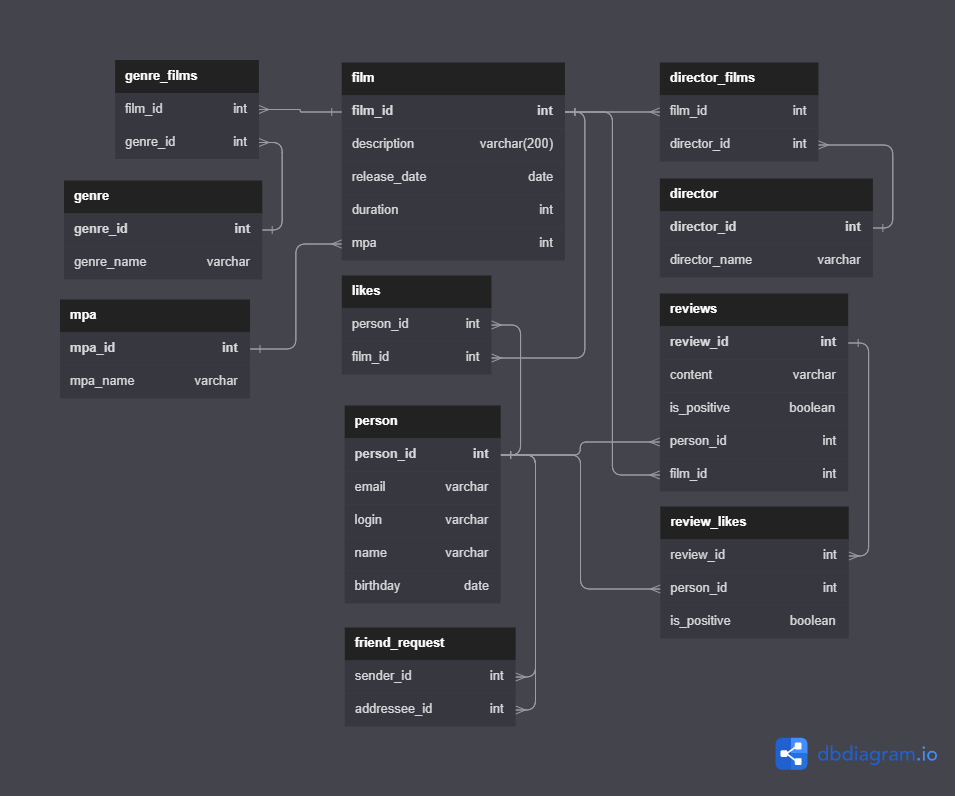 genre_films
film_id int
genre_id int
genre
genre_id int
genre_name varchar
mpa
mpa_id int
mpa_name varchar
film
film_id int
description varchar(200)
release_date date
duration int
mpa int
likes
person_id int
film_id int
person
person_id int
email varchar
login varchar
name varchar
birthday date
friend_request
sender_id int
addressee_id int
director_films
film_id int
director_id int
director
director_id int
director_name varchar
reviews
review_id int
content varchar
is_positive boolean
person_id int
film_id int
review_likes
review_id int
person_id int
is_positive boolean
dbdiagram.io